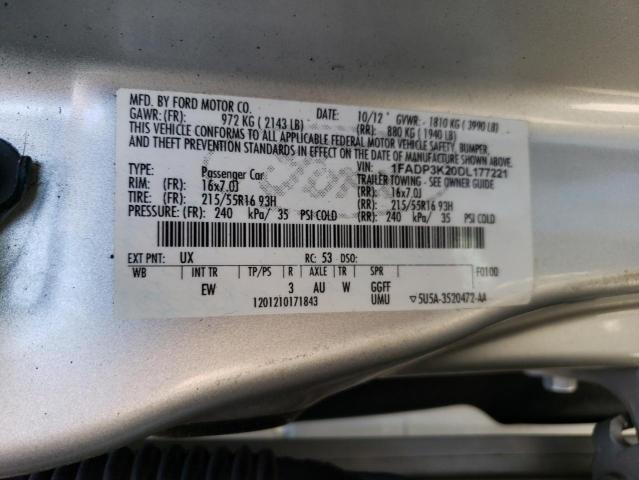 MFD. BY FORD MOTOR CO.
DATE: 10/12 GVWR: 1810 KG ( 3990 LB)
GAWR: (FR): 972 KG ( 2143 LB) (RR): 880 KG ( 1940 LB)
THIS VEHICLE CONFORMS TO ALL APPLICABLE FEDERAL MOTOR VEHICLE SAFETY, BUMPER,
AND THEFT PREVENTION STANDARDS IN EFFECT ON THE DATE OF MANUFACTURE SHOWN ABOVE.
VIN: 1FADP3K20DL177221
TYPE: Passenger Car TRAILER TOWING - SEE OWNER GUIDE
RIM: (FR): 16x7.0J (RR): 16x7.0J
TIRE: (FR): 215/55R16 93H (RR): 215/55R16 93H
PRESSURE: (FR): 240 kPa/ 35 PSI COLD (RR): 240 kPa/ 35 PSI COLD
EXT PNT: UX RC: 53 DSO: F0100
WB INT TR TP/PS R AXLE TR SPR
EW 3 AU W GGFF
1201210171843 UMU ▽5U5A-3520472-AA